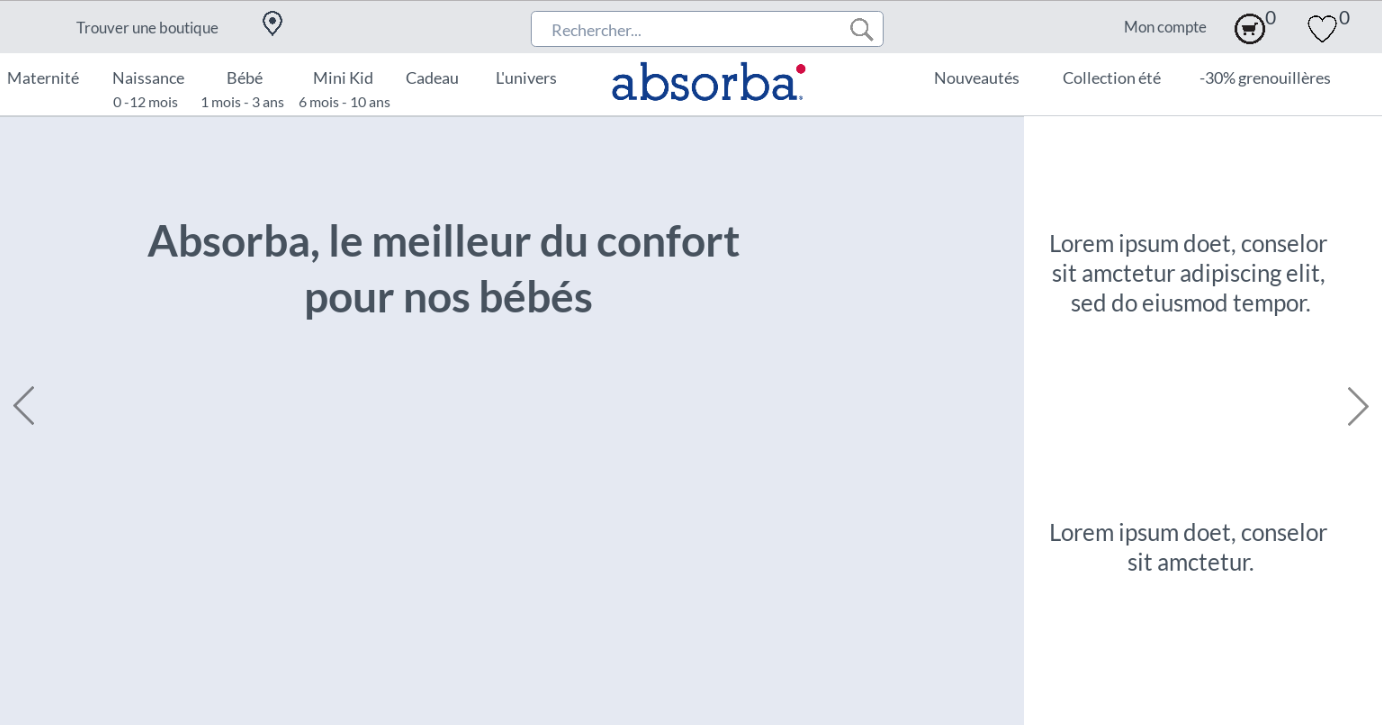 Trouver une boutique
Rechercher...
Mon compte
0
0
Maternité
Naissance
0 -12 mois
Bébé
1 mois - 3 ans
Mini Kid
6 mois - 10 ans
Cadeau
L'univers
absorba®
Nouveautés
Collection été
-30% grenouillères
Absorba, le meilleur du confort
pour nos bébés
Lorem ipsum doet, conselor
sit amctetur adipiscing elit,
sed do eiusmod tempor.
Lorem ipsum doet, conselor
sit amctetur.